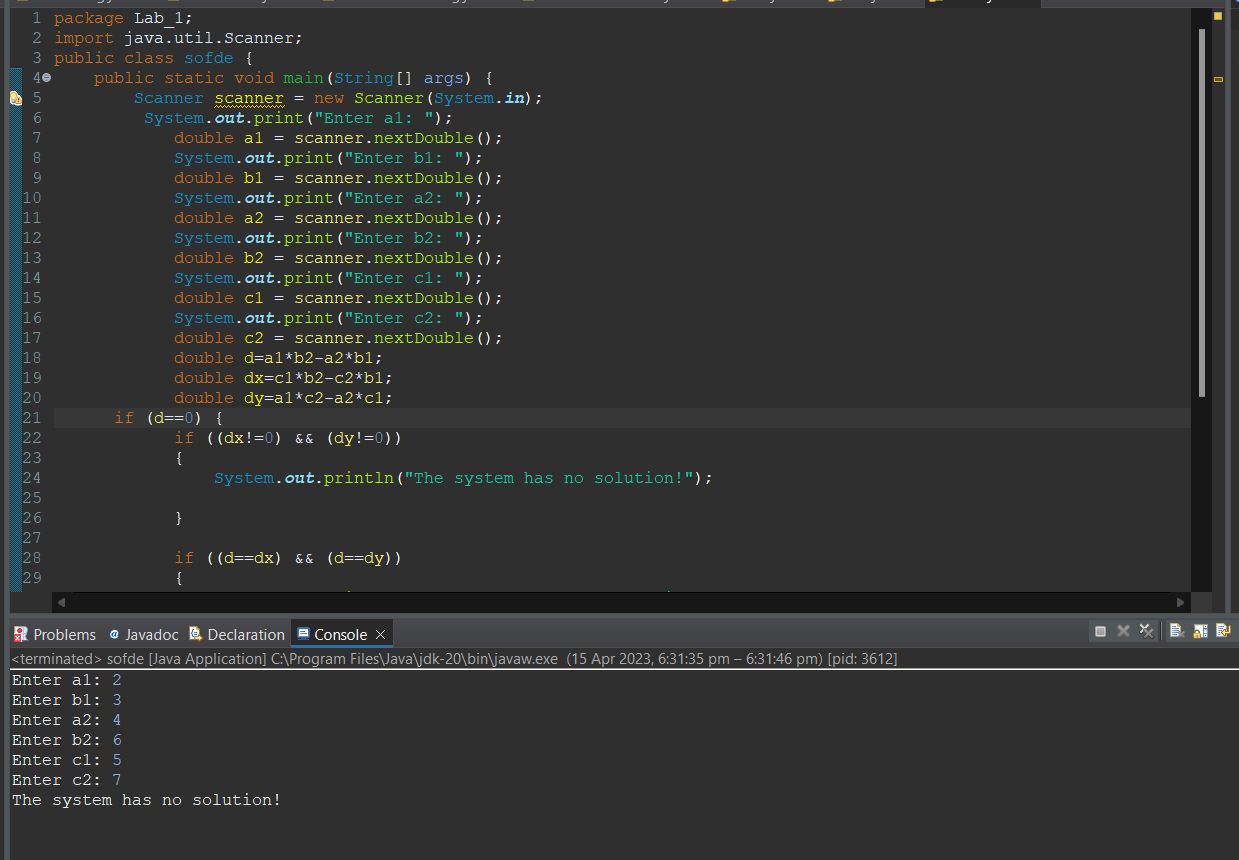 1 package Lab_1;
2 import java.util.Scanner;
3 public class sofde {
4 public static void main(String[] args) {
5 Scanner scanner = new Scanner(System.in);
6 System.out.print("Enter a1: ");
7 double a1 = scanner.nextDouble();
8 System.out.print("Enter b1: ");
9 double b1 = scanner.nextDouble();
10 System.out.print("Enter a2: ");
11 double a2 = scanner.nextDouble();
12 System.out.print("Enter b2: ");
13 double b2 = scanner.nextDouble();
14 System.out.print("Enter c1: ");
15 double c1 = scanner.nextDouble();
16 System.out.print("Enter c2: ");
17 double c2 = scanner.nextDouble();
18 double d=a1*b2-a2*b1;
19 double dx=c1*b2-c2*b1;
20 double dy=a1*c2-a2*c1;
21 if (d==0) {
22 if ((dx!=0) && (dy!=0))
23 {
24 System.out.println("The system has no solution!");
25
26 }
27
28 if ((d==dx) && (d==dy))
29 {
Problems Javadoc Declaration Console
<terminated> sofde [Java Application] C:\Program Files\Java\jdk-20\bin\javaw.exe (15 Apr 2023, 6:31:35 pm – 6:31:46 pm) [pid: 3612]
Enter a1: 2
Enter b1: 3
Enter a2: 4
Enter b2: 6
Enter c1: 5
Enter c2: 7
The system has no solution!